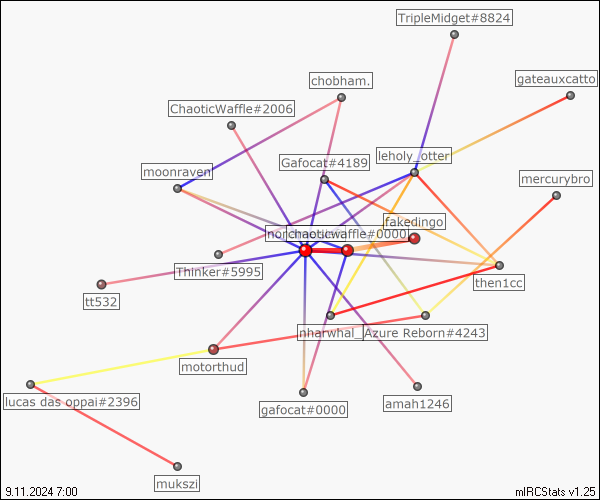 TripleMidget#8824
gateauxcatto
chobham.
ChaoticWaffle#2006
leholy_otter
Gafocat#4189
moonraven
mercurybro
fakedingo
chaoticwaffle#0000
Thinker#5995
then1cc
tt532
nharwhal_
Azure Reborn#4243
motorthud
lucas das oppai#2396
gafocat#0000
amah1246
mukszi
9.11.2024 7:00
mIRCStats v1.25